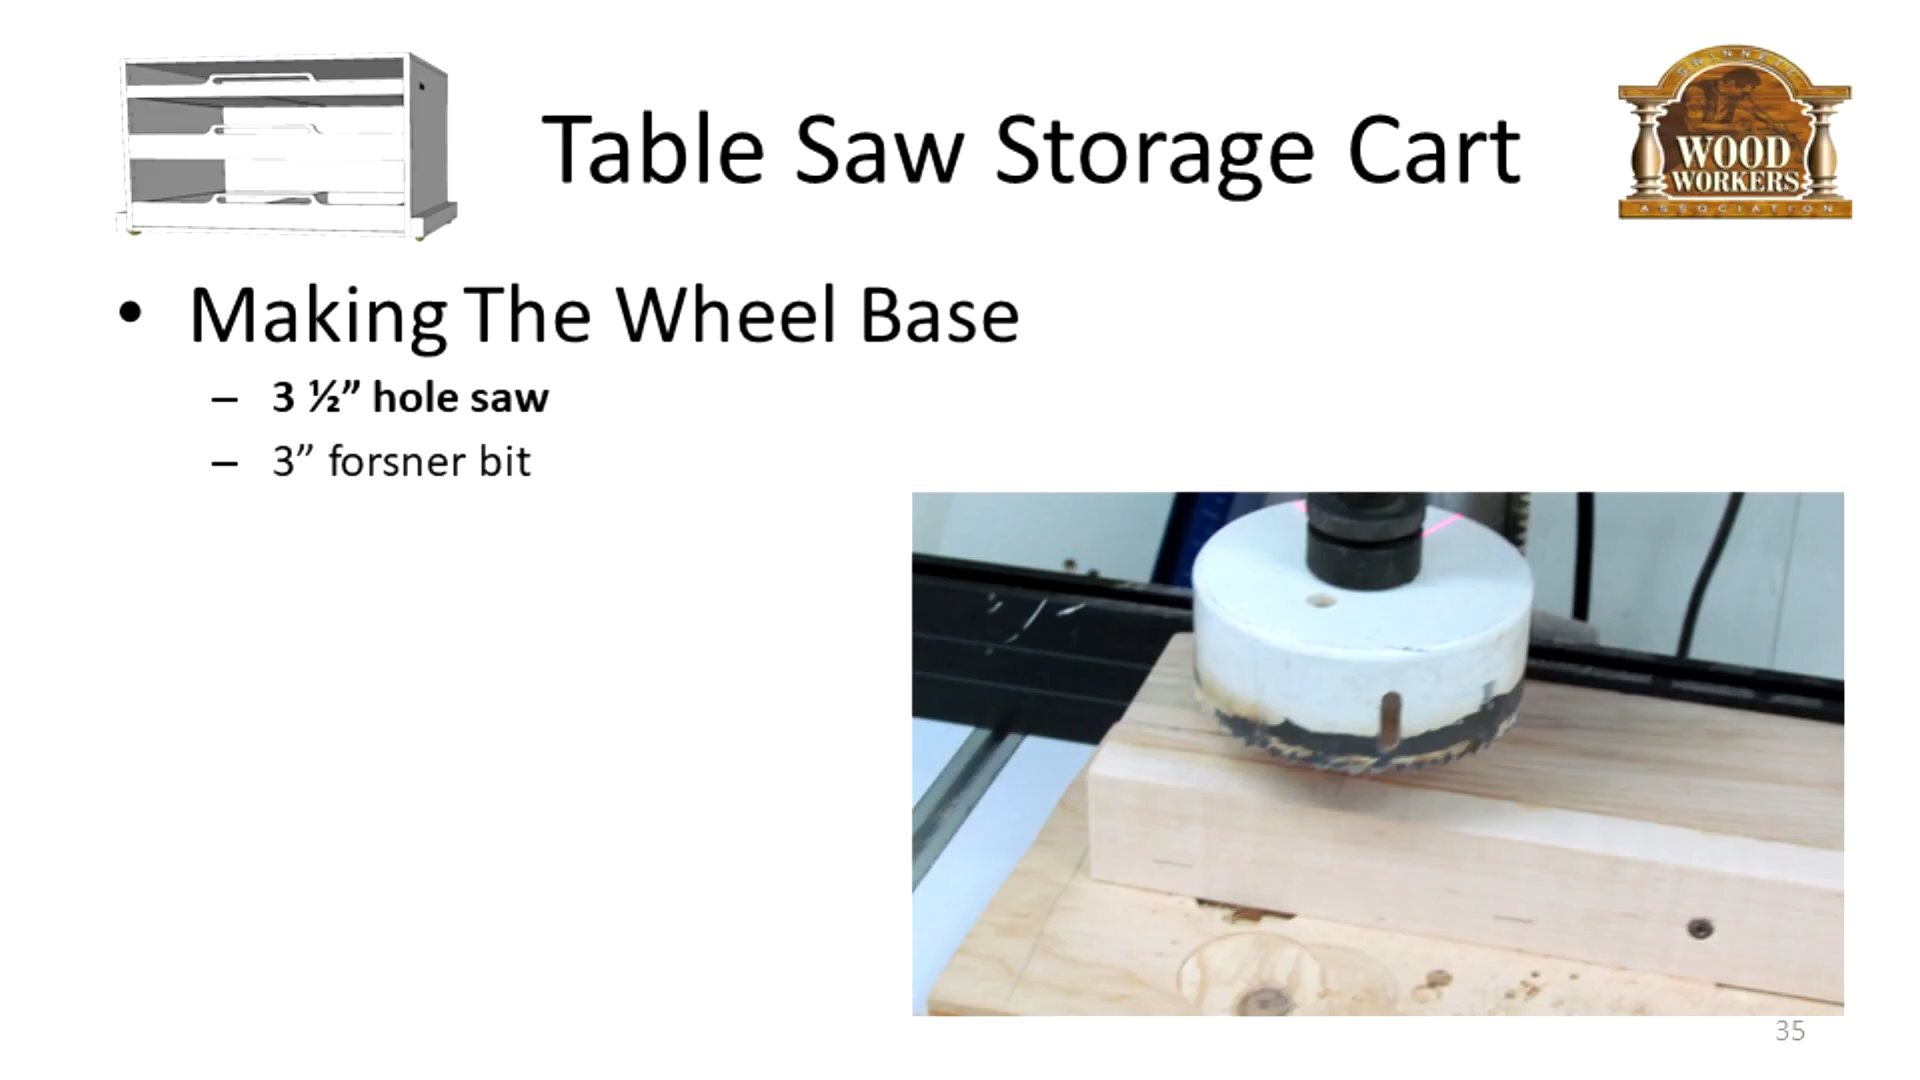 Table Saw Storage Cart
GWINNETT
WOOD
WORKERS
ASSOCIATION
• Making The Wheel Base
– 3 ½” hole saw
– 3” forsner bit
35